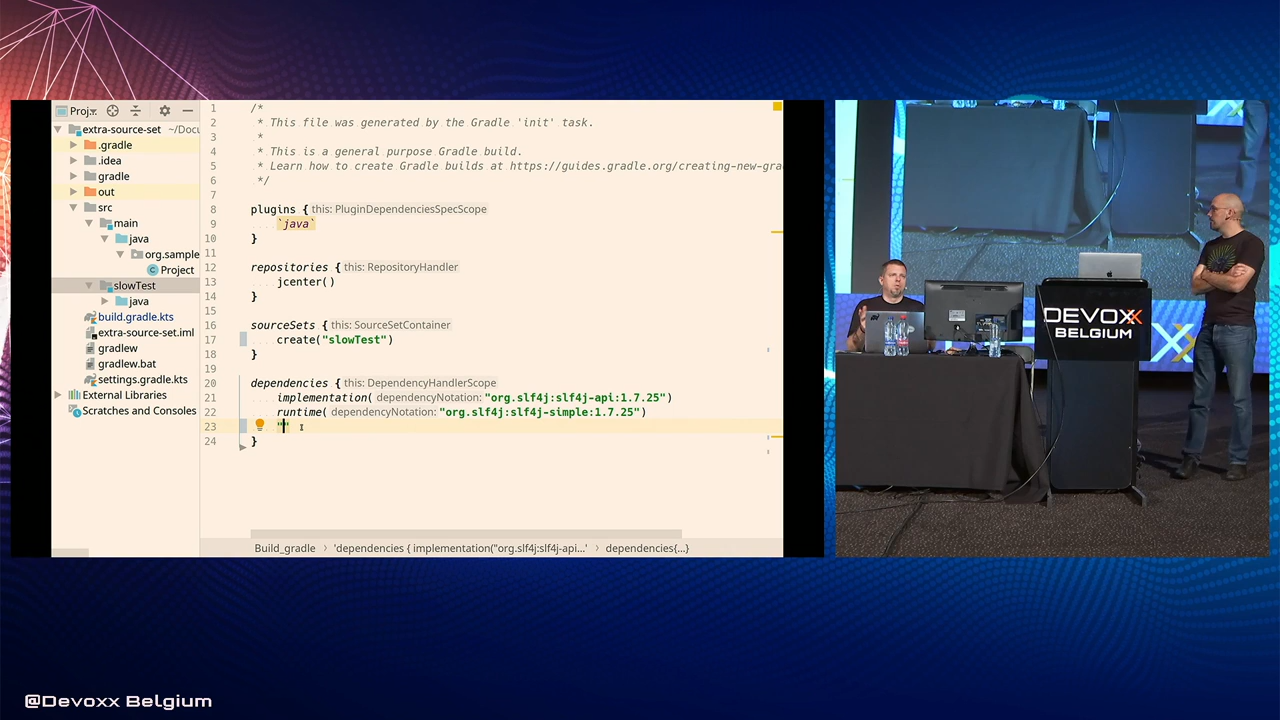 Proj
extra-source-set ~/Docu
.gradle
.idea
gradle
out
src
main
java
org.sample
Project
slowTest
java
build.gradle.kts
extra-source-set.iml
gradlew
gradlew.bat
settings.gradle.kts
External Libraries
Scratches and Consoles
1 /*
2 * This file was generated by the Gradle 'init' task.
3 *
4 * This is a general purpose Gradle build.
5 * Learn how to create Gradle builds at https://guides.gradle.org/creating-new-gra
6 */
7
8 plugins { this: PluginDependenciesSpecScope
9 `java`
10 }
11
12 repositories { this: RepositoryHandler
13 jcenter()
14 }
15
16 sourceSets { this: SourceSetContainer
17 create("slowTest")
18 }
19
20 dependencies { this: DependencyHandlerScope
21 implementation( dependencyNotation: "org.slf4j:slf4j-api:1.7.25")
22 runtime( dependencyNotation: "org.slf4j:slf4j-simple:1.7.25")
23 ""
24 }
Build_gradle › 'dependencies { implementation("org.slf4j:slf4j-api...' › dependencies{...}
DEVOXX
BELGIUM
@Devoxx Belgium